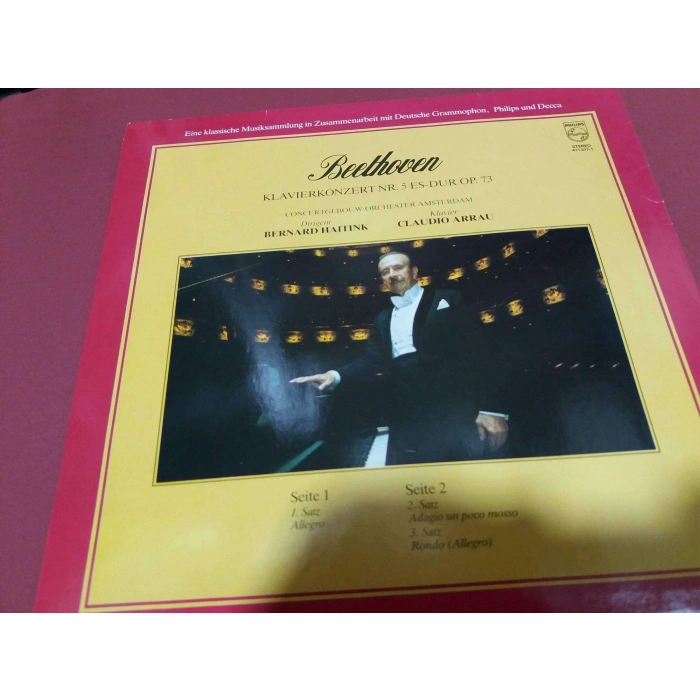 Eine klassische Musiksammlung in Zusammenarbeit mit Deutsche Grammophon, Philips und Decca
PHILIPS
STEREO
Beethoven
KLAVIERKONZERT NR. 5 ES-DUR OP. 73
CONCERTGEBOUW-ORCHESTER AMSTERDAM
Dirigent
BERNARD HAITINK
Klavier
CLAUDIO ARRAU
Seite 1
1. Satz
Allegro
Seite 2
2. Satz
Adagio un poco mosso
3. Satz
Rondo (Allegro)